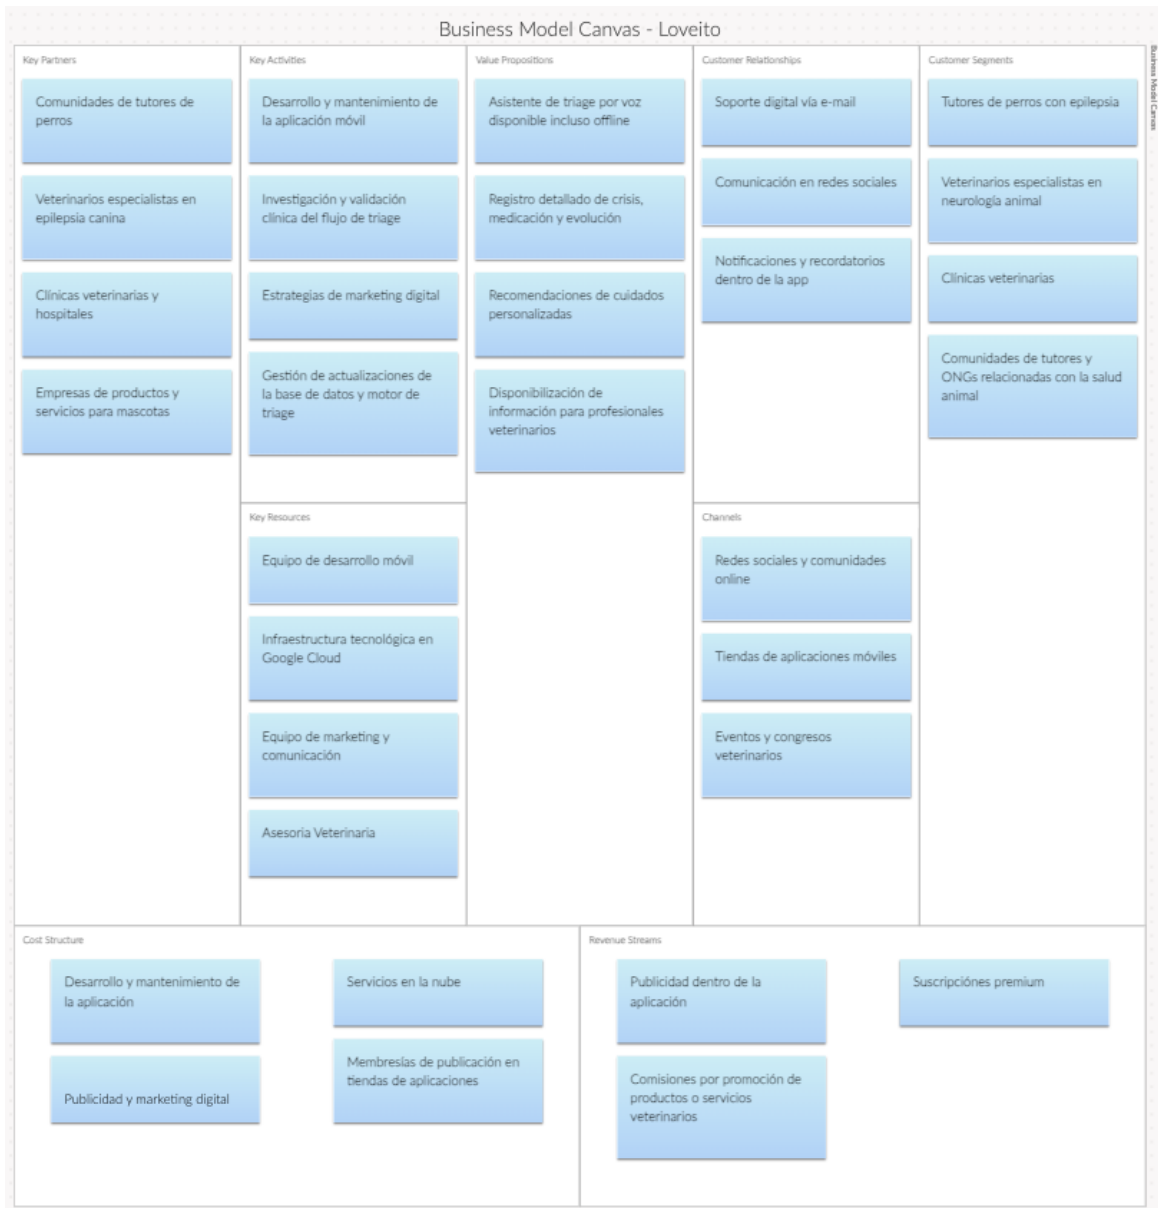 Business Model Canvas - Loveito
Business Model Canvas
Key Partners
Comunidades de tutores de
perros
Veterinarios especialistas en
epilepsia canina
Clínicas veterinarias y
hospitales
Empresas de productos y
servicios para mascotas
Key Activities
Desarrollo y mantenimiento de
la aplicación móvil
Investigación y validación
clínica del flujo de triage
Estrategias de marketing digital
Gestión de actualizaciones de
la base de datos y motor de
triage
Key Resources
Equipo de desarrollo móvil
Infraestructura tecnológica en
Google Cloud
Equipo de marketing y
comunicación
Asesoria Veterinaria
Value Propositions
Asistente de triage por voz
disponible incluso offline
Registro detallado de crisis,
medicación y evolución
Recomendaciones de cuidados
personalizadas
Disponibilización de
información para profesionales
veterinarios
Customer Relationships
Soporte digital vía e-mail
Comunicación en redes sociales
Notificaciones y recordatorios
dentro de la app
Channels
Redes sociales y comunidades
online
Tiendas de aplicaciones móviles
Eventos y congresos
veterinarios
Customer Segments
Tutores de perros con epilepsia
Veterinarios especialistas en
neurología animal
Clínicas veterinarias
Comunidades de tutores y
ONGs relacionadas con la salud
animal
Cost Structure
Desarrollo y mantenimiento de
la aplicación
Publicidad y marketing digital
Servicios en la nube
Membresías de publicación en
tiendas de aplicaciones
Revenue Streams
Publicidad dentro de la
aplicación
Comisiones por promoción de
productos o servicios
veterinarios
Suscripciónes premium